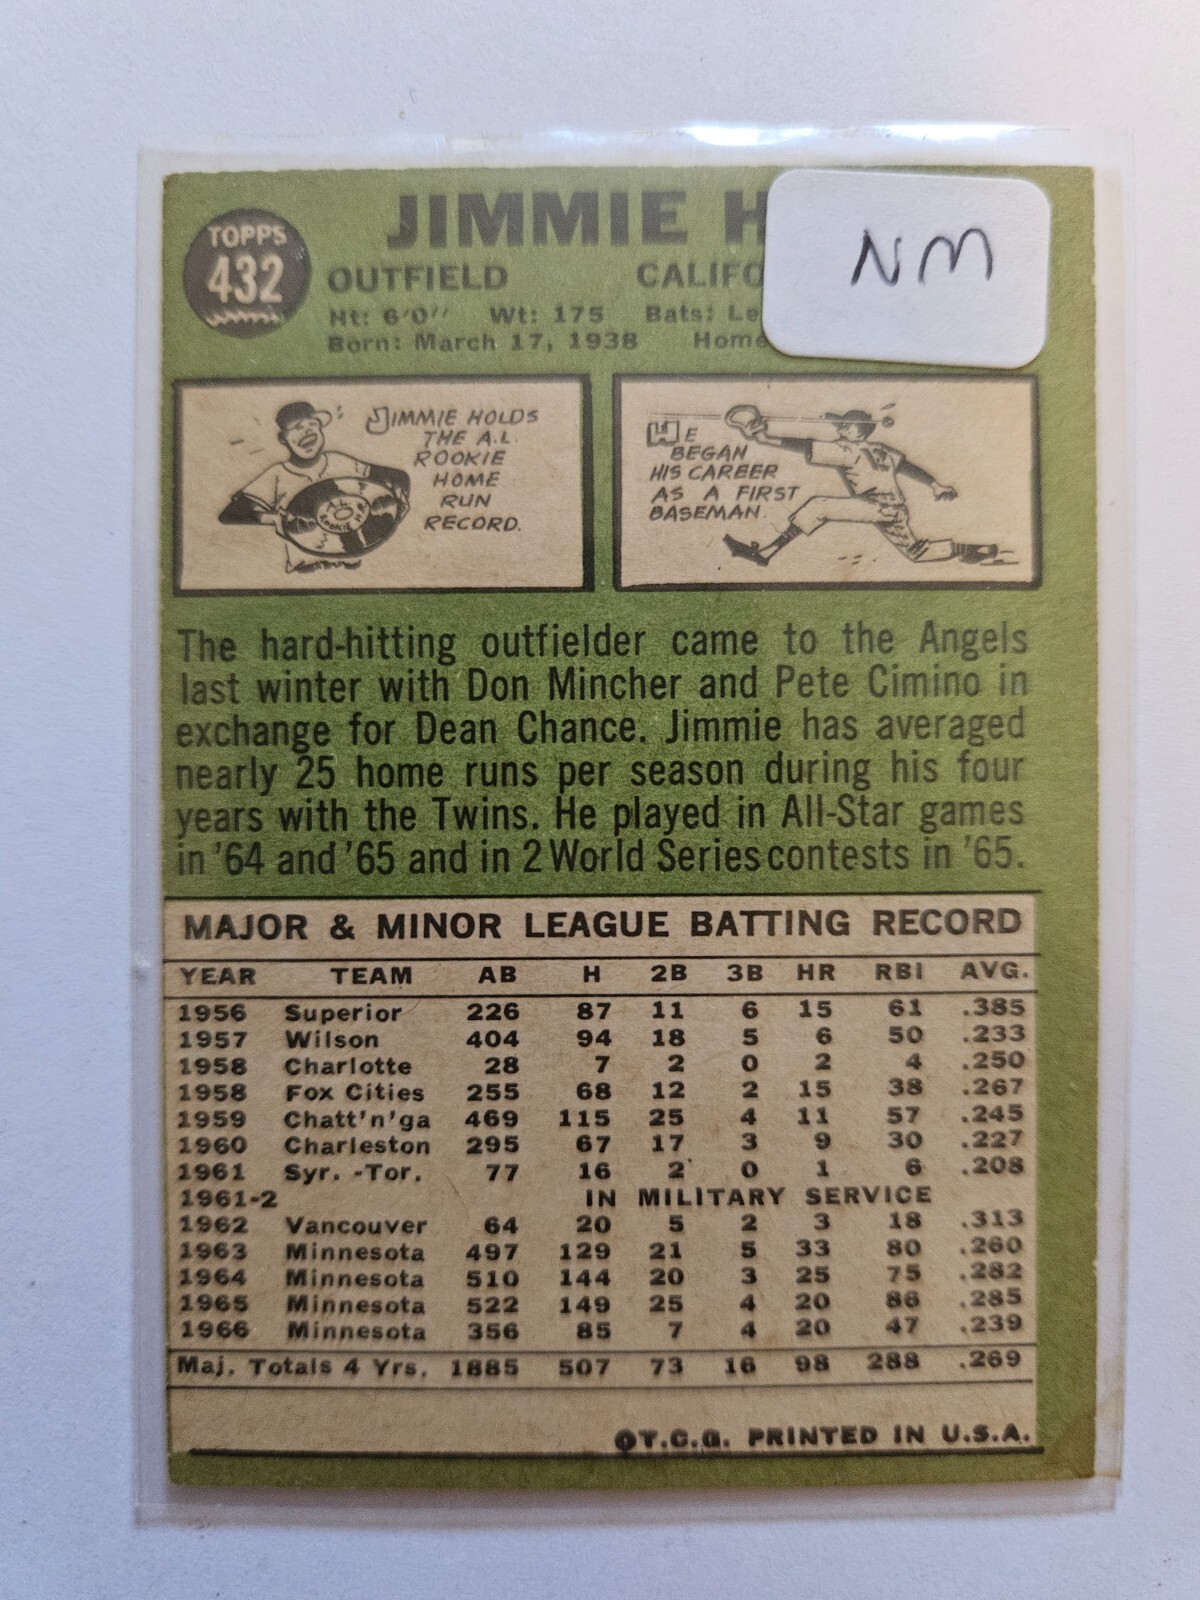 JIMMIE H
NM
TOPPS
432
OUTFIELD CALIFO
Ht: 6'0" Wt: 175 Bats: Le
Born: March 17, 1938 Home
JIMMIE HOLDS
THE A.L.
ROOKIE
HOME
RUN
RECORD.
HE
BEGAN
HIS CAREER
AS A FIRST
BASEMAN.
The hard-hitting outfielder came to the Angels
last winter with Don Mincher and Pete Cimino in
exchange for Dean Chance. Jimmie has averaged
nearly 25 home runs per season during his four
years with the Twins. He played in All-Star games
in '64 and '65 and in 2 World Series contests in '65.
MAJOR & MINOR LEAGUE BATTING RECORD
YEAR TEAM AB H 2B 3B HR RBI AVG.
1956 Superior 226 87 11 6 15 61 .385
1957 Wilson 404 94 18 5 6 50 .233
1958 Charlotte 28 7 2 0 2 4 .250
1958 Fox Cities 255 68 12 2 15 38 .267
1959 Chatt'n'ga 469 115 25 4 11 57 .245
1960 Charleston 295 67 17 3 9 30 .227
1961 Syr. -Tor. 77 16 2 0 1 6 .208
1961-2 IN MILITARY SERVICE
1962 Vancouver 64 20 5 2 3 18 .313
1963 Minnesota 497 129 21 5 33 80 .260
1964 Minnesota 510 144 20 3 25 75 .282
1965 Minnesota 522 149 25 4 20 86 .285
1966 Minnesota 356 85 7 4 20 47 .239
Maj. Totals 4 Yrs. 1885 507 73 16 98 288 .269
©T.C.G. PRINTED IN U.S.A.